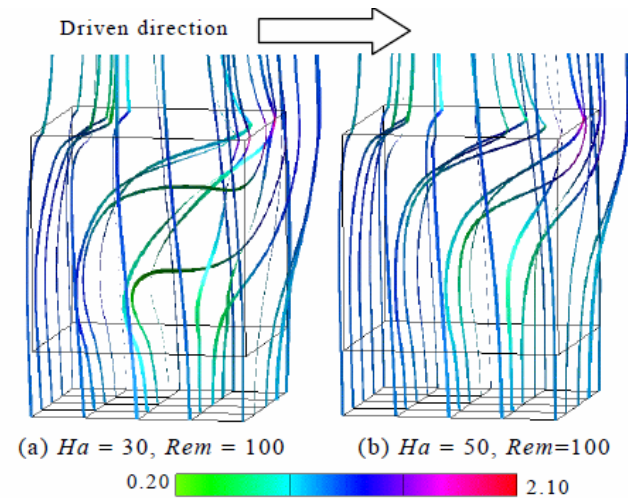 Driven direction
(a) Ha = 30, Rem = 100
(b) Ha = 50, Rem=100
0.20
2.10